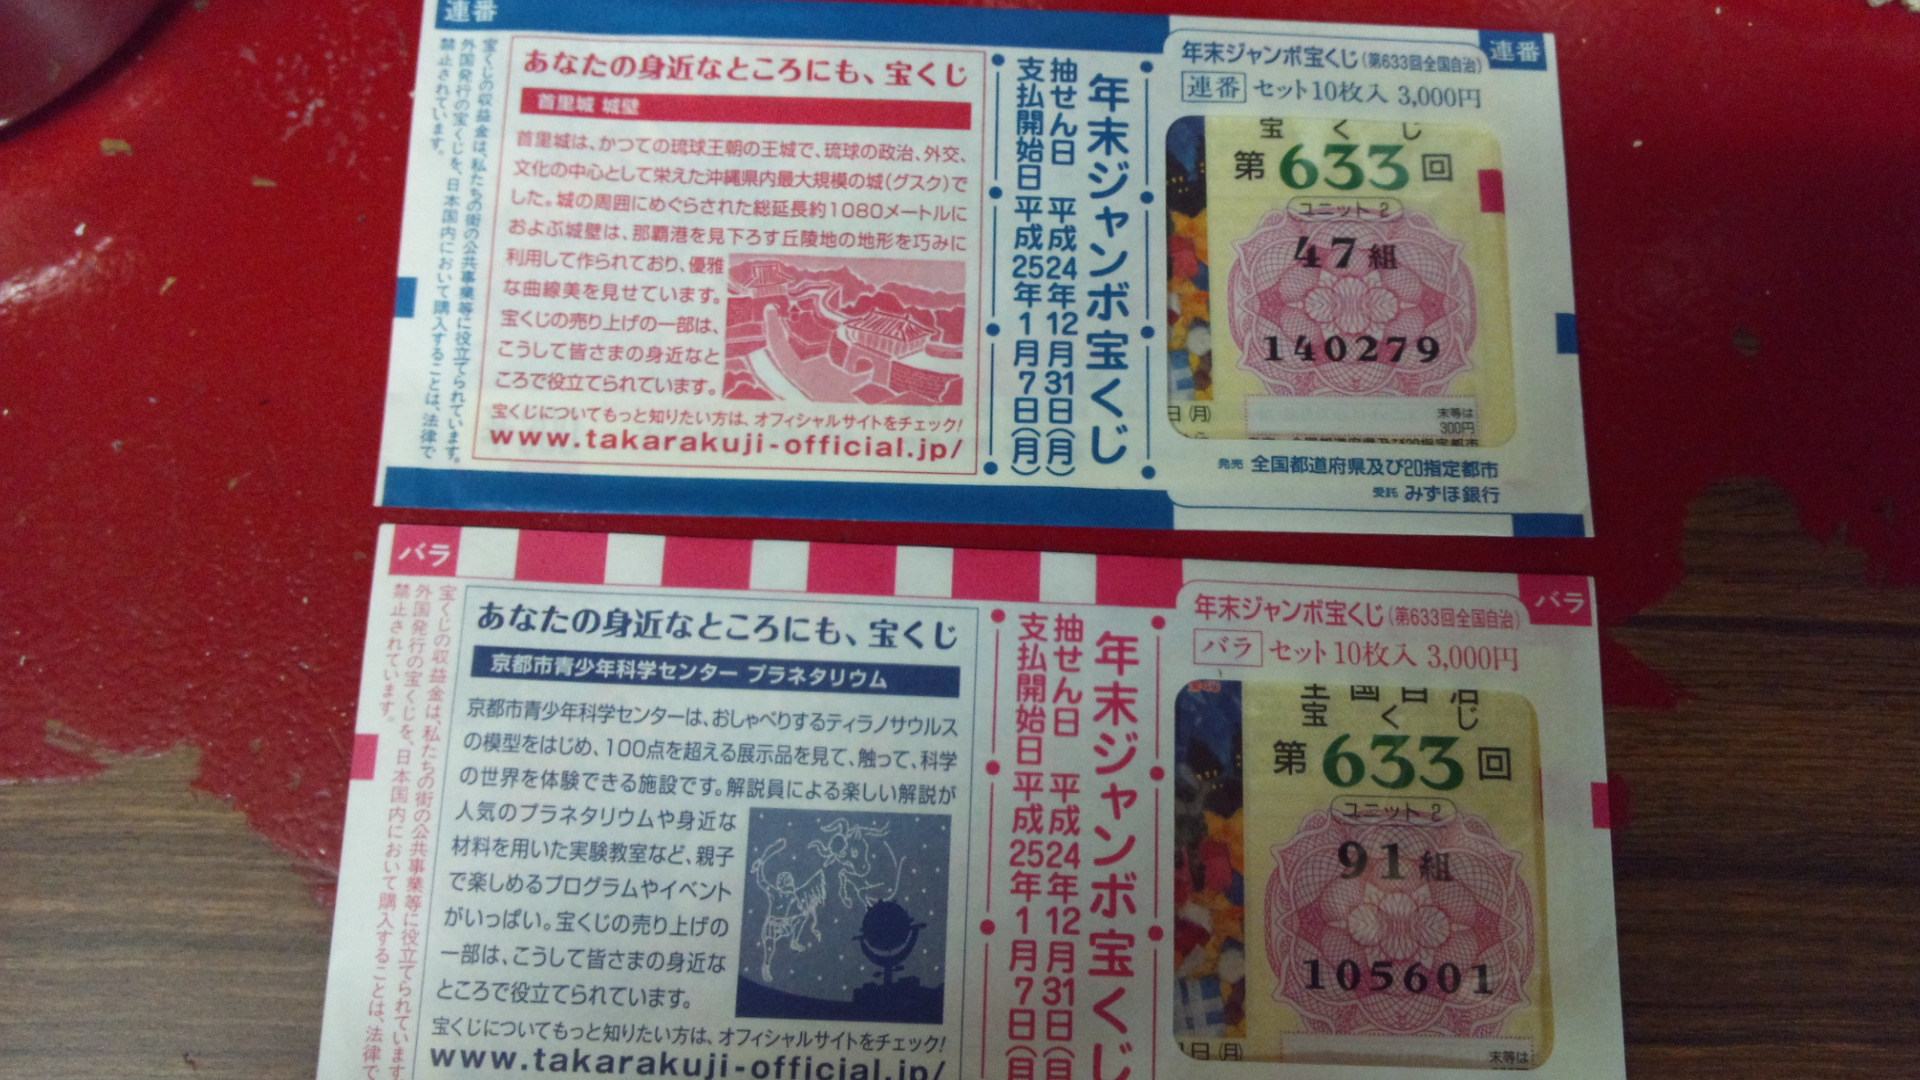 連番
宝くじの収益金は、私たちの街の公共事業等に役立てられています。
外国発行の宝くじを、日本国内において購入することは、法律で
禁止されています。
あなたの身近なところにも、宝くじ
首里城 城壁
首里城は、かつての琉球王朝の王城で、琉球の政治、外交、
文化の中心として栄えた沖縄県内最大規模の城(グスク)で
した。城の周囲にめぐらされた総延長約1080メートルに
およぶ城壁は、那覇港を見下ろす丘陵地の地形を巧みに
利用して作られており、優雅
な曲線美を見せています。
宝くじの売り上げの一部は、
こうして皆さまの身近なと
ころで役立てられています。
宝くじについてもっと知りたい方は、オフィシャルサイトをチェック!
www.takarakuji-official.jp/
年末ジャンボ宝くじ
抽せん日 平成24年12月31日(月)
支払開始日 平成25年1月7日(月)
年末ジャンボ宝くじ(第633回全国自治)
連番
連番 セット10枚入 3,000円
宝くじ
第633回
ユニット2
47組
140279
日(月)
末等は
300円
発売 全国都道府県及び20指定都市
受託 みずほ銀行
バラ
宝くじの収益金は、私たちの街の公共事業等に役立てられています
外国発行の宝くじを、日本国内において購入することは、法律で
禁止されています。
あなたの身近なところにも、宝くじ
京都市青少年科学センター プラネタリウム
京都市青少年科学センターは、おしゃべりするティラノサウルス
の模型をはじめ、100点を超える展示品を見て、触って、科学
の世界を体験できる施設です。解説員による楽しい解説が
人気のプラネタリウムや身近な
材料を用いた実験教室など、親子
で楽しめるプログラムやイベント
がいっぱい。宝くじの売り上げの
一部は、こうして皆さまの身近な
ところで役立てられています。
宝くじについてもっと知りたい方は、オフィシャルサイトをチェック!
www.takarakuji-official.jp/
年末ジャンボ宝くじ
抽せん日 平成24年12月31日(月
支払開始日 平成25年1月7日(月
年末ジャンボ宝くじ(第633回全国自治)
バラ
バラ セット10枚入 3,000円
全国自治
宝くじ
第633回
ユニット2
91組
105601
1日(月)
末等は